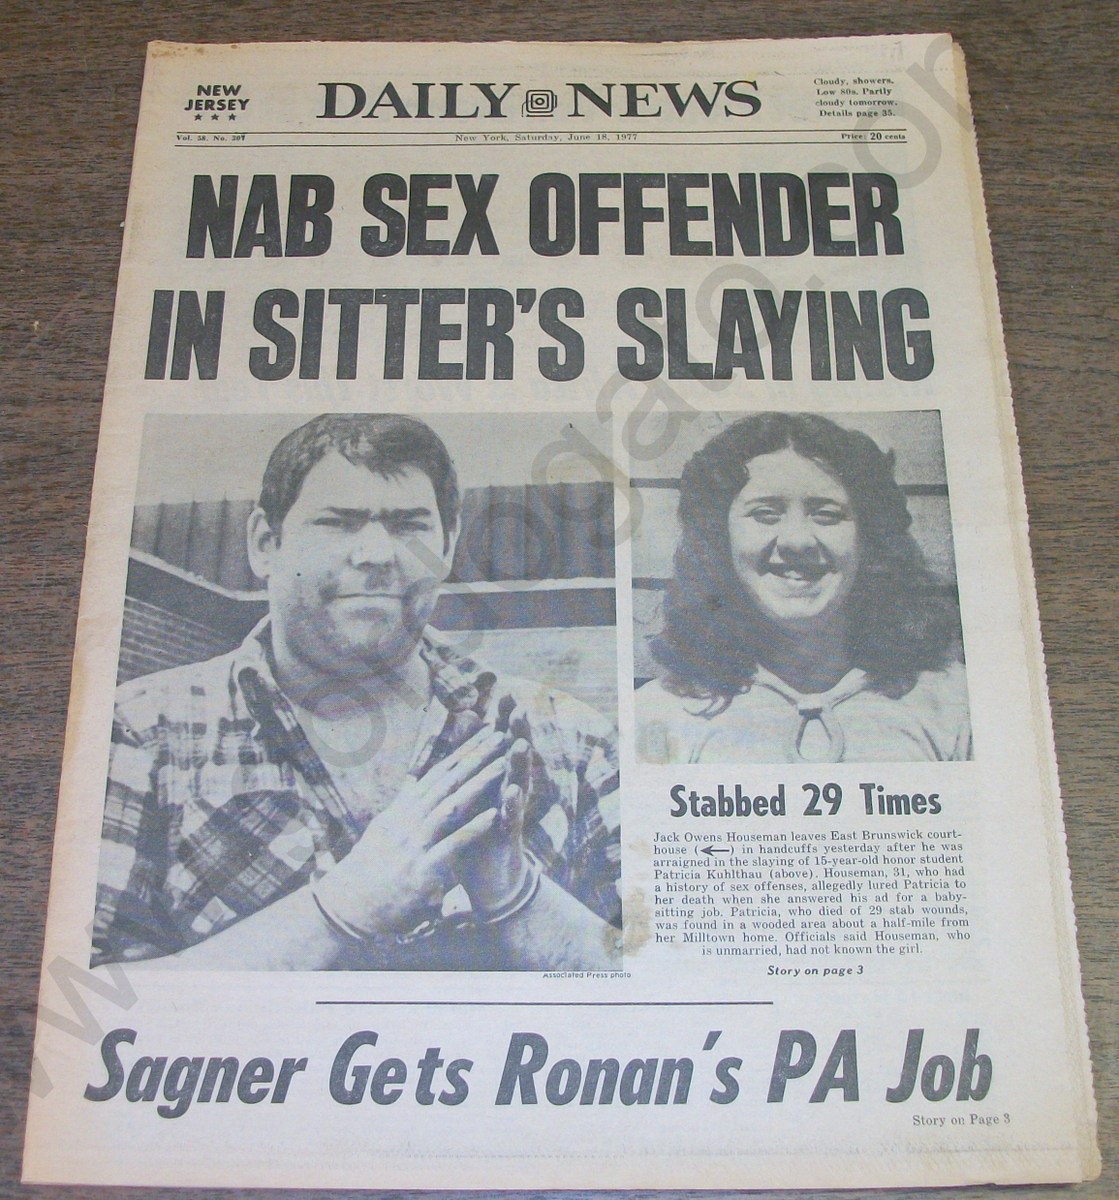 NEW
JERSEY
★ ★ ★
DAILY NEWS
Cloudy, showers,
Low 80s. Partly
cloudy tomorrow.
Details page 35.
Vol. 58. No. 307
New York, Saturday, June 18, 1977
Price: 20 cents
NAB SEX OFFENDER
IN SITTER'S SLAYING
Associated Press photo
Stabbed 29 Times
Jack Owens Houseman leaves East Brunswick court-
house (←) in handcuffs yesterday after he was
arraigned in the slaying of 15-year-old honor student
Patricia Kuhlthau (above). Houseman, 31, who had
a history of sex offenses, allegedly lured Patricia to
her death when she answered his ad for a baby-
sitting job. Patricia, who died of 29 stab wounds,
was found in a wooded area about a half-mile from
her Milltown home. Officials said Houseman, who
is unmarried, had not known the girl.
Story on page 3
Sagner Gets Ronan's PA Job
Story on Page 3